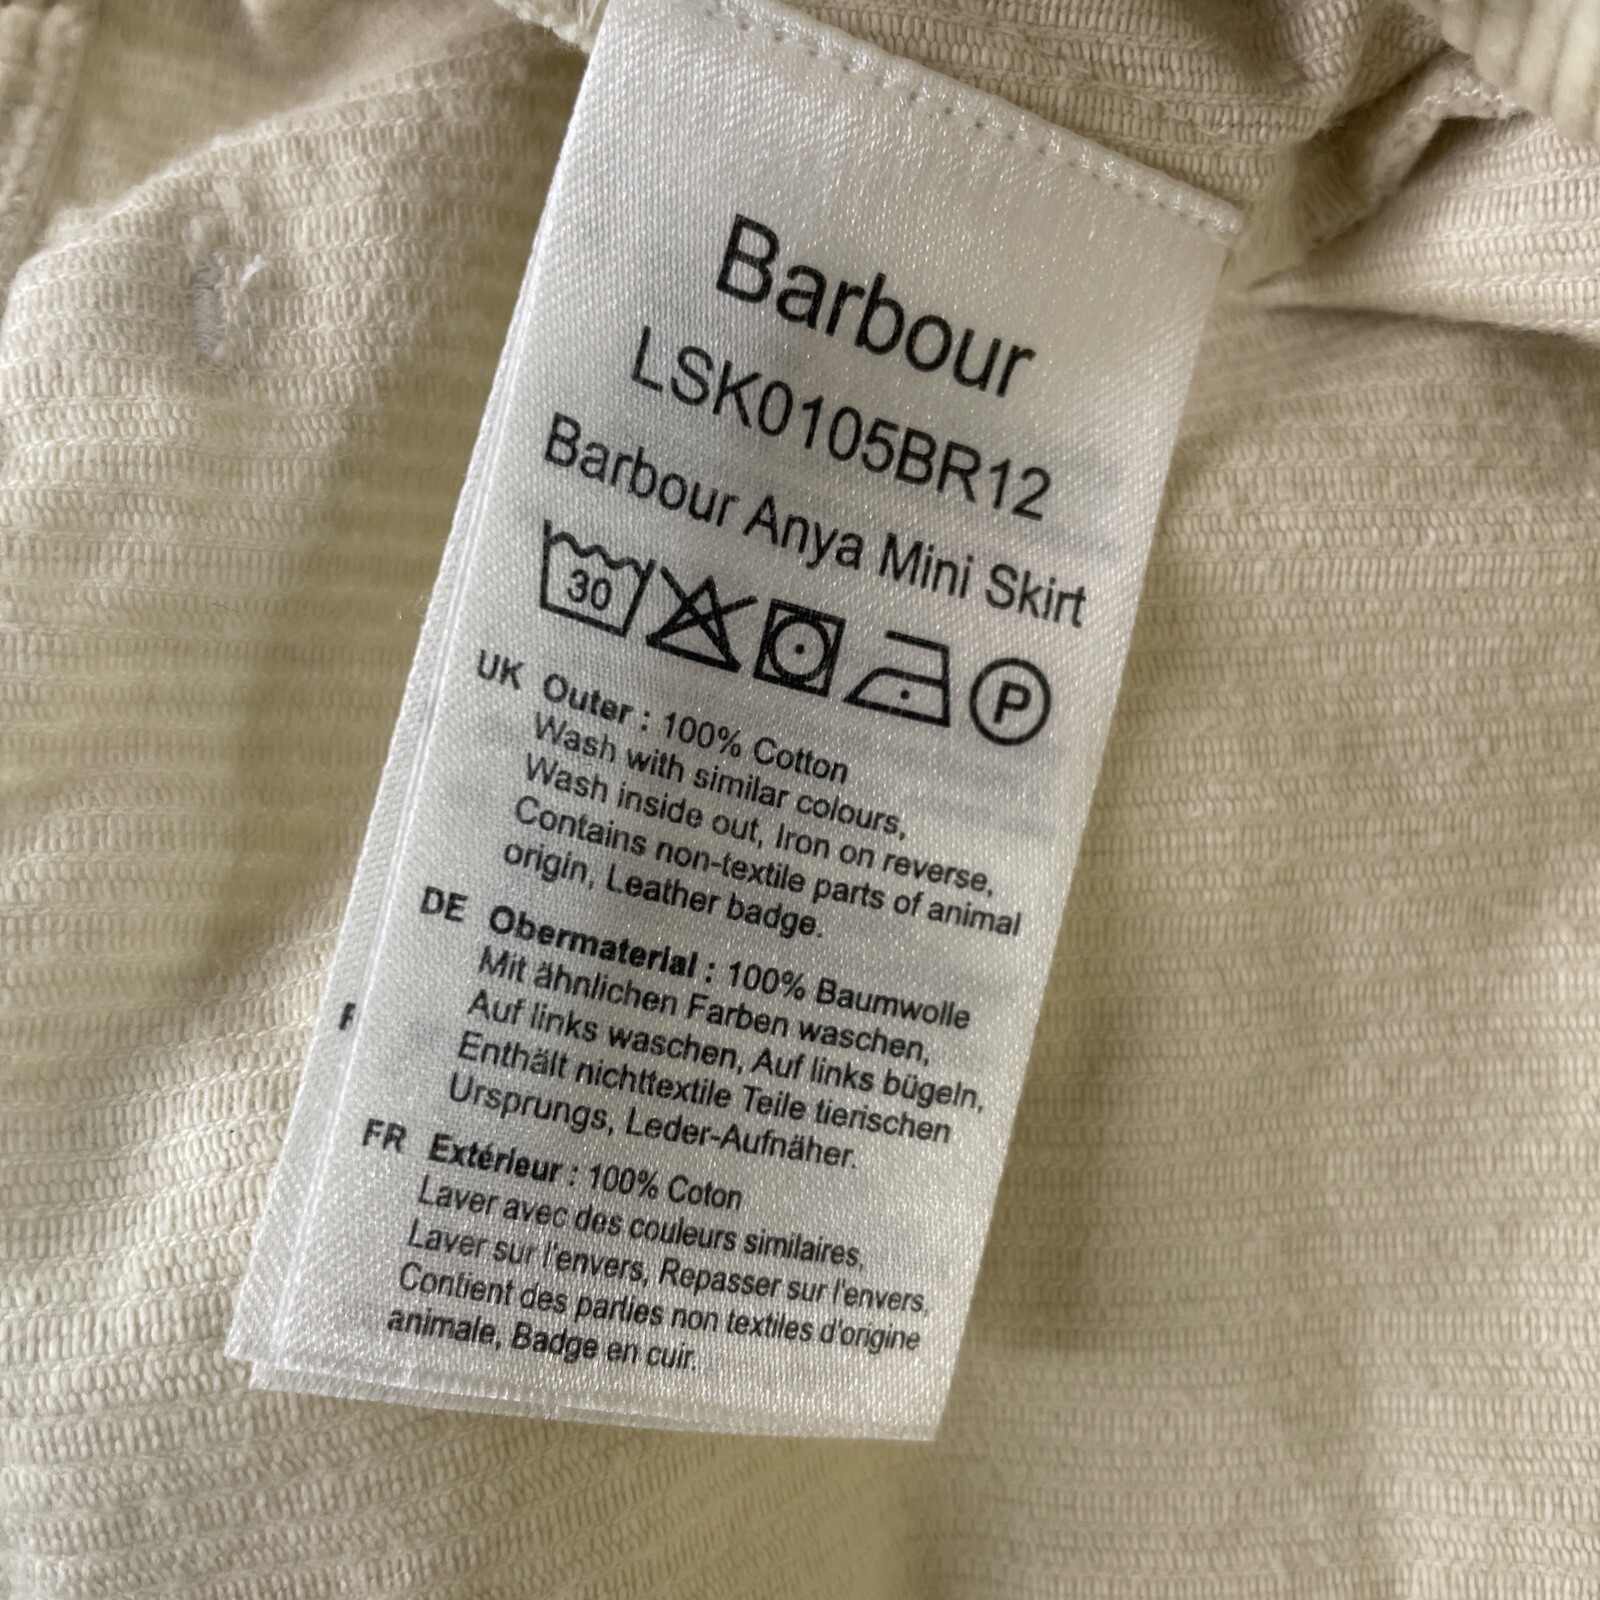 Barbour
LSK0105BR12
Barbour Anya Mini Skirt
30
P
UK Outer : 100% Cotton
Wash with similar colours,
Wash inside out, Iron on reverse,
Contains non-textile parts of animal
origin, Leather badge.
DE Obermaterial : 100% Baumwolle
Mit ähnlichen Farben waschen,
Auf links waschen, Auf links bügeln,
Enthält nichttextile Teile tierischen
Ursprungs, Leder-Aufnäher.
FR Extérieur : 100% Coton
Laver avec des couleurs similaires,
Laver sur l'envers, Repasser sur l'envers,
Contient des parties non textiles d'origine
animale, Badge en cuir.